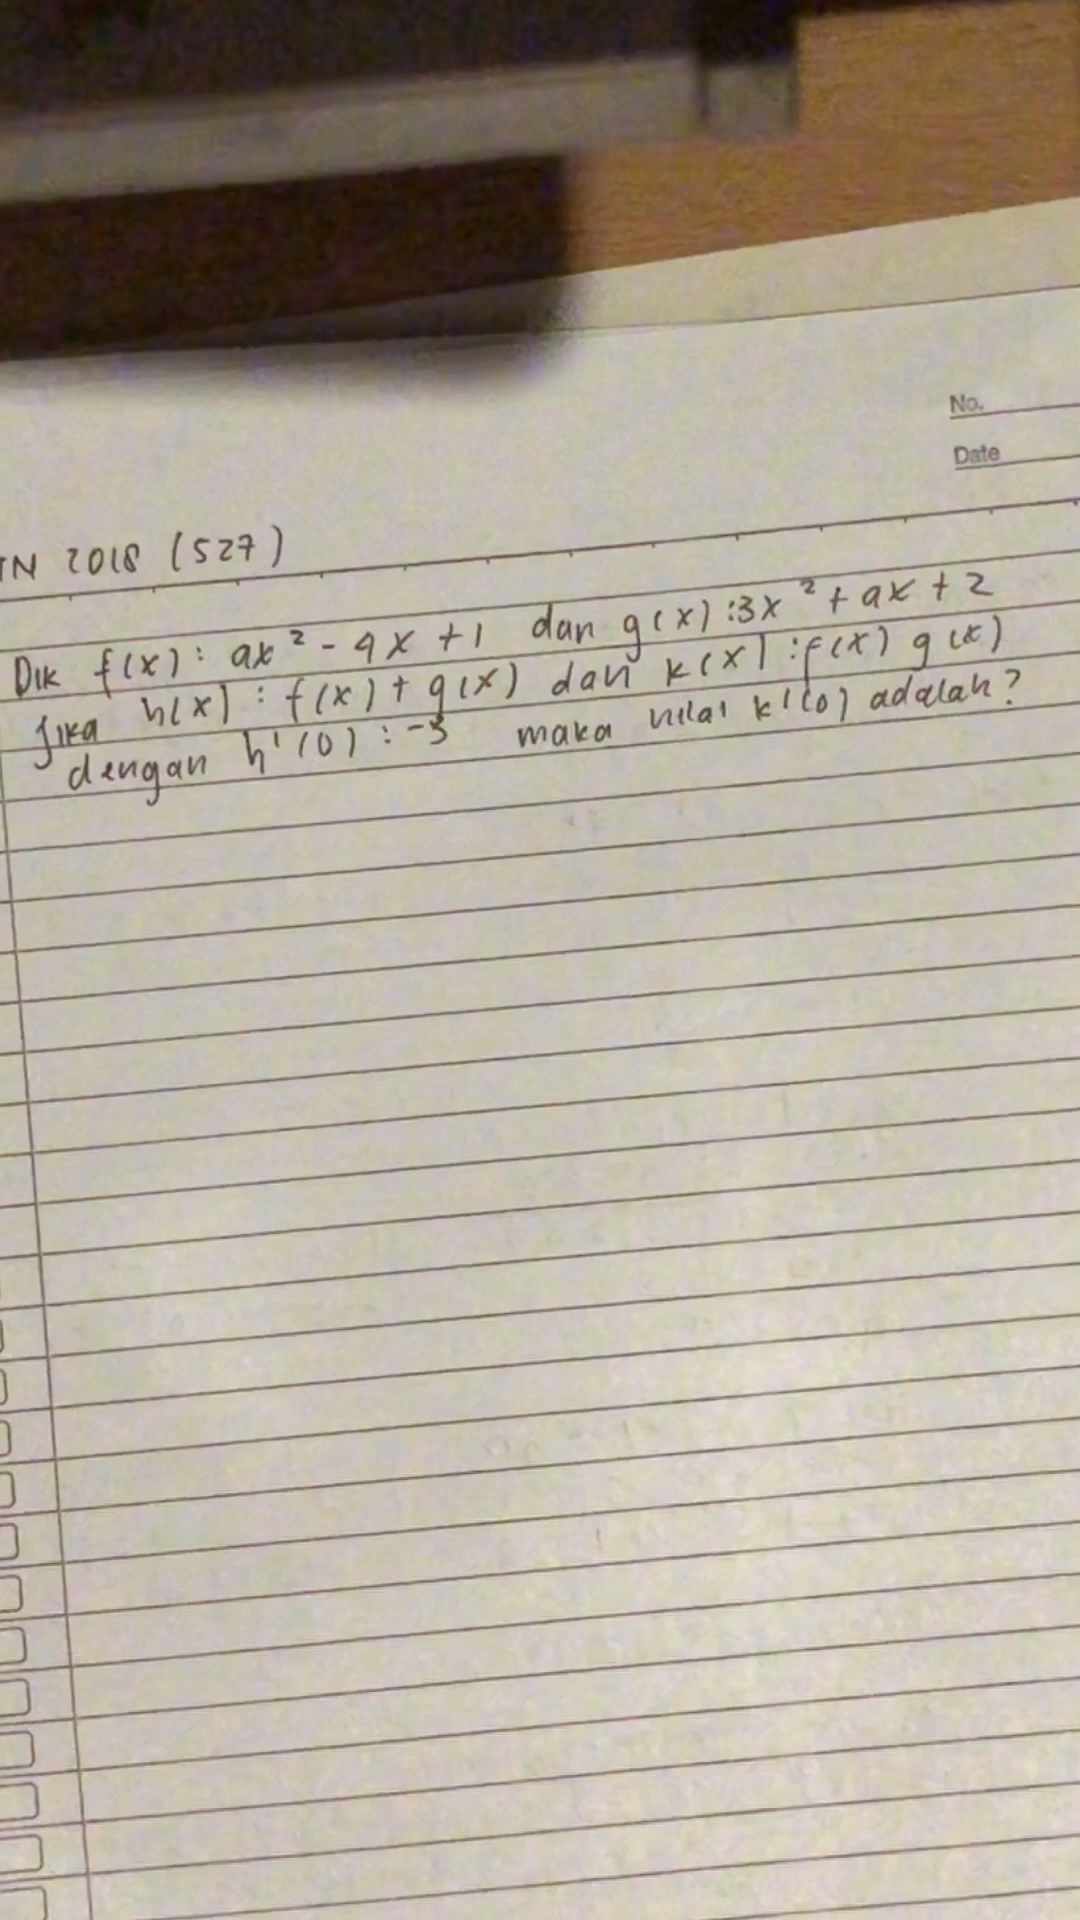 No.
Date
TN 2018 (527)
Dik f(x) : ax² - 4x + 1 dan g(x) : 3x² + ax + 2
Jika h(x) : f(x) + g(x) dan k(x) : f(x) g(x)
dengan h'(0) : -3 maka nilai k'(0) adalah ?